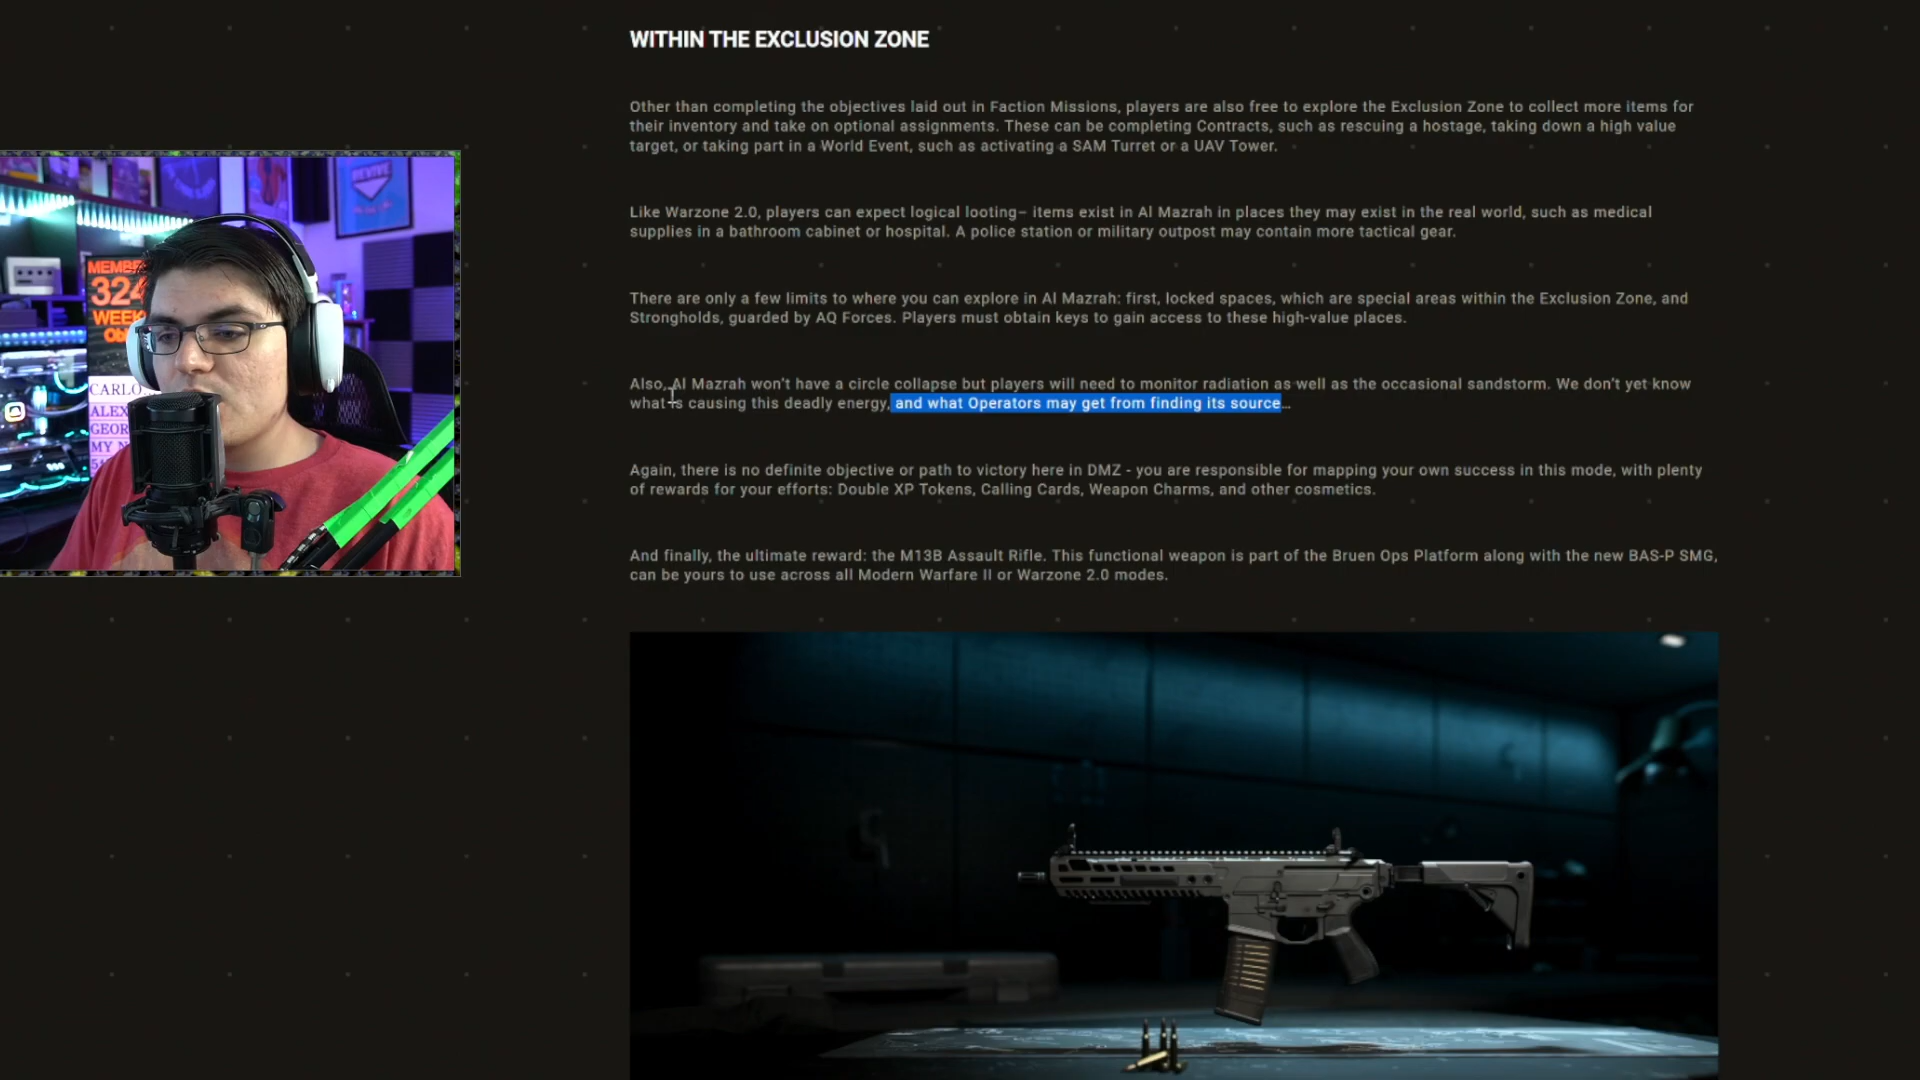 WITHIN THE EXCLUSION ZONE
Other than completing the objectives laid out in Faction Missions, players are also free to explore the Exclusion Zone to collect more items for
their inventory and take on optional assignments. These can be completing Contracts, such as rescuing a hostage, taking down a high value
target, or taking part in a World Event, such as activating a SAM Turret or a UAV Tower.
Like Warzone 2.0, players can expect logical looting– items exist in Al Mazrah in places they may exist in the real world, such as medical
supplies in a bathroom cabinet or hospital. A police station or military outpost may contain more tactical gear.
There are only a few limits to where you can explore in Al Mazrah: first, locked spaces, which are special areas within the Exclusion Zone, and
Strongholds, guarded by AQ Forces. Players must obtain keys to gain access to these high-value places.
Also, Al Mazrah won't have a circle collapse but players will need to monitor radiation as well as the occasional sandstorm. We don't yet know
what is causing this deadly energy, and what Operators may get from finding its source…
Again, there is no definite objective or path to victory here in DMZ - you are responsible for mapping your own success in this mode, with plenty
of rewards for your efforts: Double XP Tokens, Calling Cards, Weapon Charms, and other cosmetics.
And finally, the ultimate reward: the M13B Assault Rifle. This functional weapon is part of the Bruen Ops Platform along with the new BAS-P SMG,
can be yours to use across all Modern Warfare II or Warzone 2.0 modes.
REVIVE
324
WEEK
CARLO
ALEX
GEOR
MY N